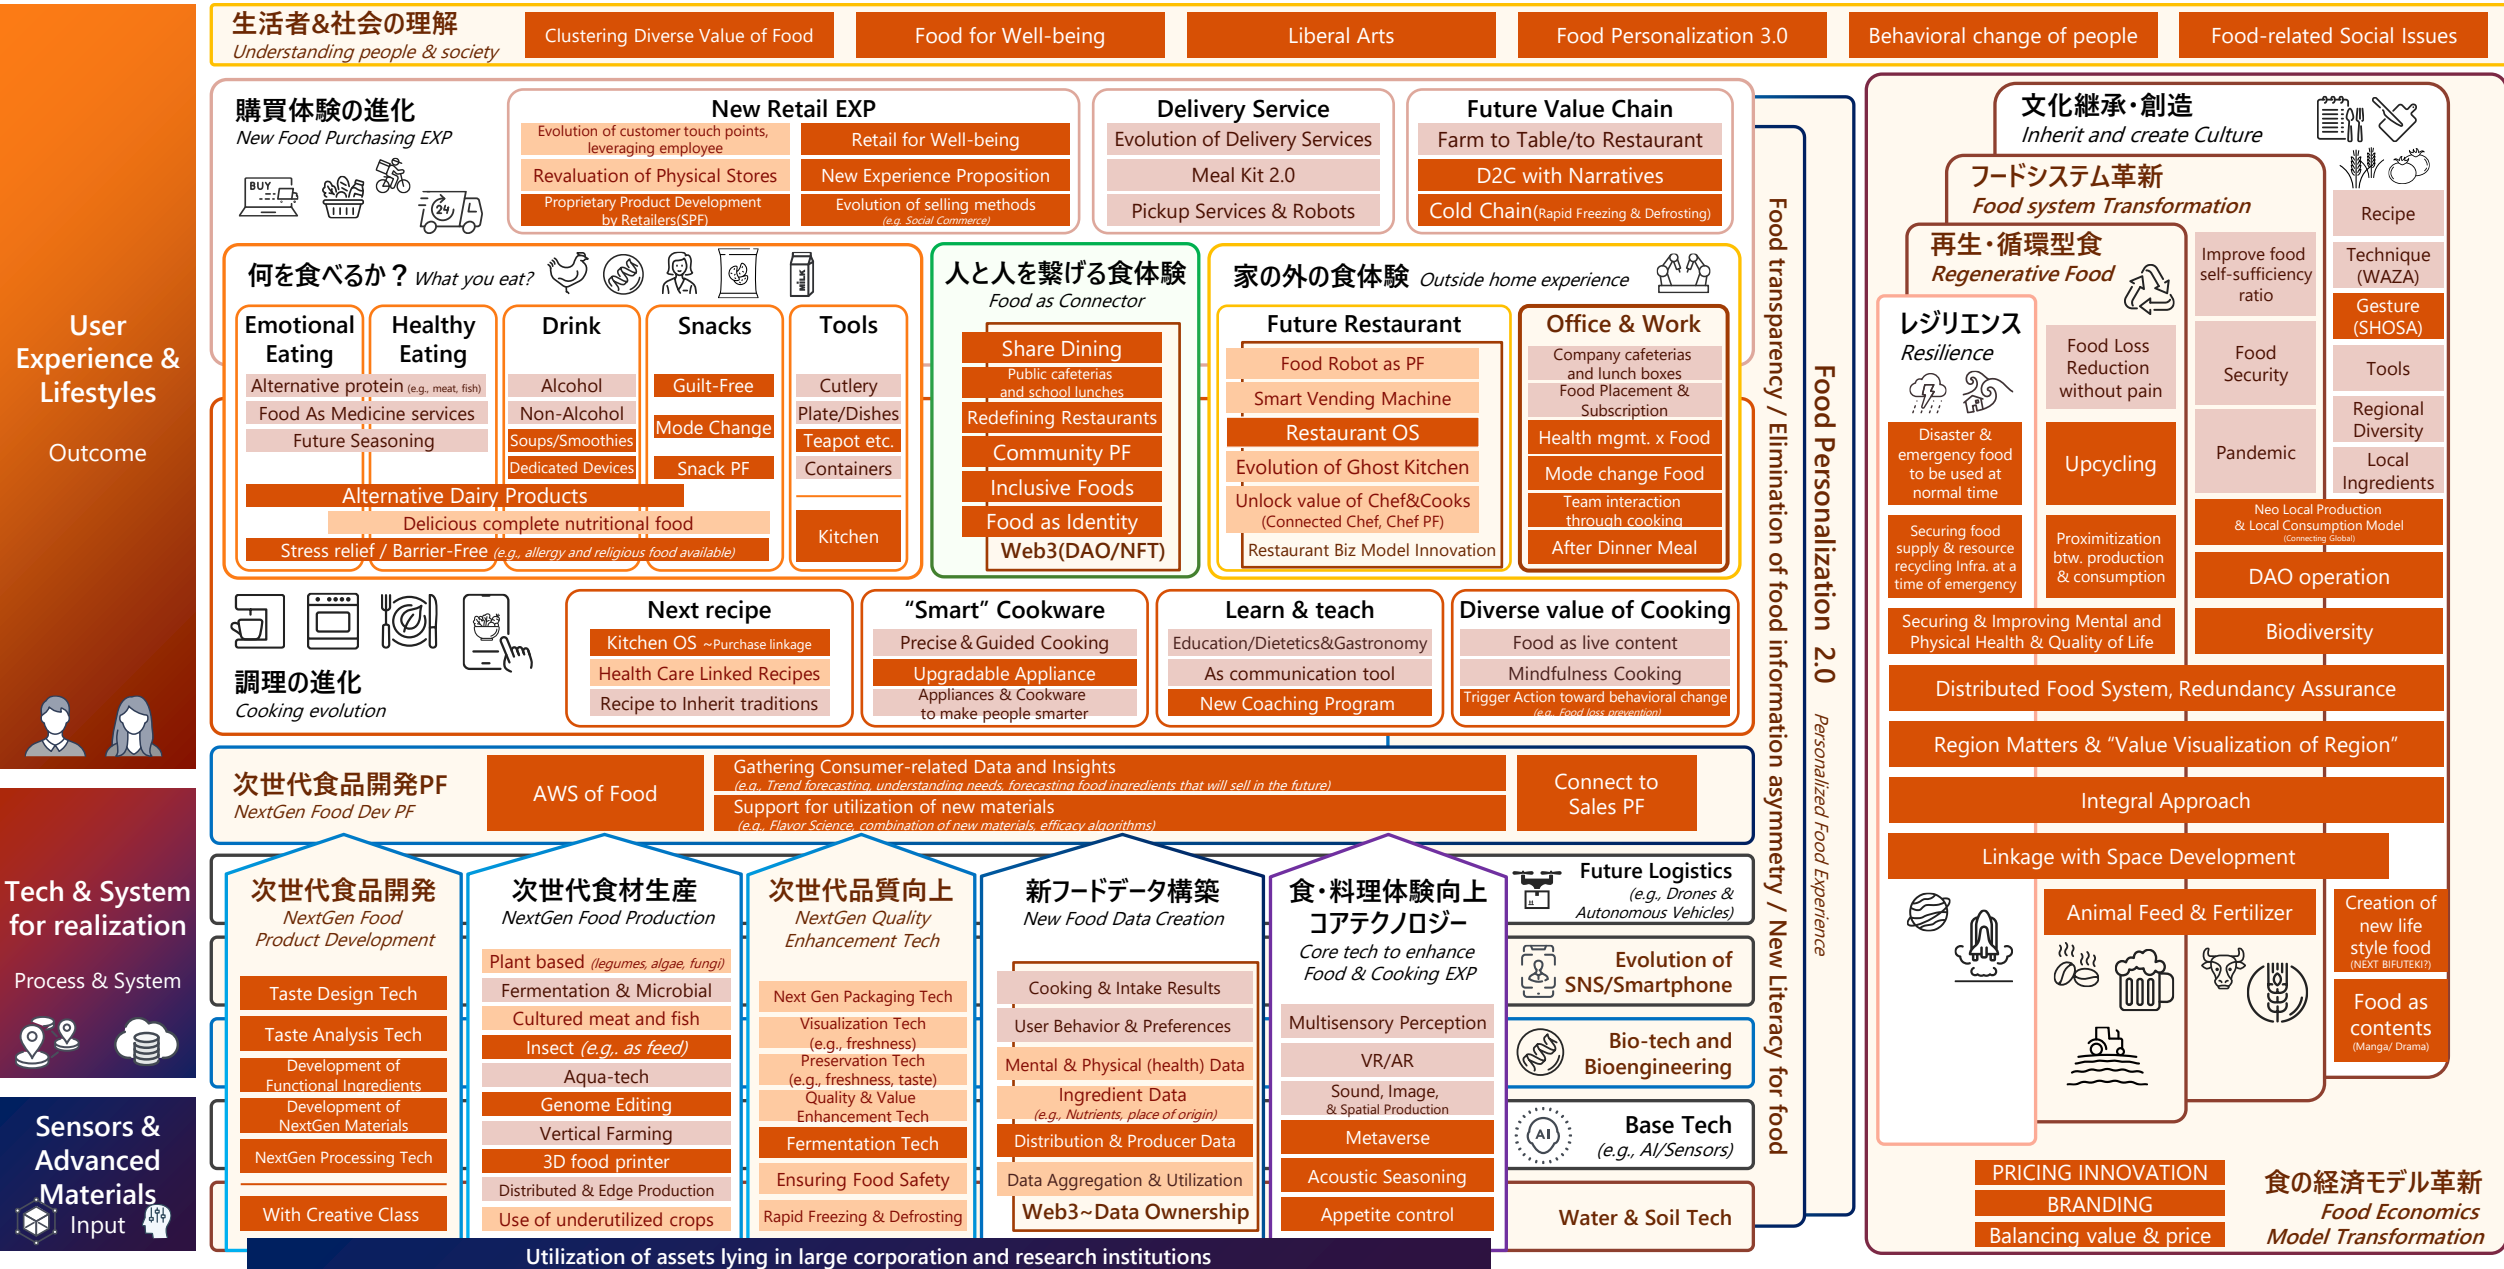 User
Experience &
Lifestyles
Outcome
Tech & System
for realization
Process & System
Sensors &
Advanced
Materials
Input
生活者&社会の理解
Understanding people & society
Clustering Diverse Value of Food
Food for Well-being
Liberal Arts
Food Personalization 3.0
Behavioral change of people
Food-related Social Issues
購買体験の進化
New Food Purchasing EXP
BUY
24
New Retail EXP
Evolution of customer touch points,
leveraging employee
Revaluation of Physical Stores
Proprietary Product Development
by Retailers(SPF)
Retail for Well-being
New Experience Proposition
Evolution of selling methods
(e.g. Social Commerce)
Delivery Service
Evolution of Delivery Services
Meal Kit 2.0
Pickup Services & Robots
Future Value Chain
Farm to Table/to Restaurant
D2C with Narratives
Cold Chain(Rapid Freezing & Defrosting)
何を食べるか？ What you eat?
MILK
Emotional
Eating
Healthy
Eating
Alternative protein (e.g., meat, fish)
Food As Medicine services
Future Seasoning
Drink
Alcohol
Non-Alcohol
Soups/Smoothies
Dedicated Devices
Snacks
Guilt-Free
Mode Change
Snack PF
Tools
Cutlery
Plate/Dishes
Teapot etc.
Containers
Kitchen
Alternative Dairy Products
Delicious complete nutritional food
Stress relief / Barrier-Free (e.g., allergy and religious food available)
人と人を繋げる食体験
Food as Connector
Share Dining
Public cafeterias
and school lunches
Redefining Restaurants
Community PF
Inclusive Foods
Food as Identity
Web3(DAO/NFT)
家の外の食体験 Outside home experience
Future Restaurant
Food Robot as PF
Smart Vending Machine
Restaurant OS
Evolution of Ghost Kitchen
Unlock value of Chef&Cooks
(Connected Chef, Chef PF)
Restaurant Biz Model Innovation
Office & Work
Company cafeterias
and lunch boxes
Food Placement &
Subscription
Health mgmt. x Food
Mode change Food
Team interaction
through cooking
After Dinner Meal
調理の進化
Cooking evolution
Next recipe
Kitchen OS ~Purchase linkage
Health Care Linked Recipes
Recipe to Inherit traditions
“Smart” Cookware
Precise & Guided Cooking
Upgradable Appliance
Appliances & Cookware
to make people smarter
Learn & teach
Education/Dietetics&Gastronomy
As communication tool
New Coaching Program
Diverse value of Cooking
Food as live content
Mindfulness Cooking
Trigger Action toward behavioral change
(e.g., Food loss prevention)
次世代食品開発PF
NextGen Food Dev PF
AWS of Food
Gathering Consumer-related Data and Insights
(e.g., Trend forecasting, understanding needs, forecasting food ingredients that will sell in the future)
Support for utilization of new materials
(e.g., Flavor Science, combination of new materials, efficacy algorithms)
Connect to
Sales PF
次世代食品開発
NextGen Food
Product Development
Taste Design Tech
Taste Analysis Tech
Development of
Functional Ingredients
Development of
NextGen Materials
NextGen Processing Tech
With Creative Class
次世代食材生産
NextGen Food Production
Plant based (legumes, algae, fungi)
Fermentation & Microbial
Cultured meat and fish
Insect (e.g,. as feed)
Aqua-tech
Genome Editing
Vertical Farming
3D food printer
Distributed & Edge Production
Use of underutilized crops
次世代品質向上
NextGen Quality
Enhancement Tech
Next Gen Packaging Tech
Visualization Tech
(e.g., freshness)
Preservation Tech
(e.g., freshness, taste)
Quality & Value
Enhancement Tech
Fermentation Tech
Ensuring Food Safety
Rapid Freezing & Defrosting
新フードデータ構築
New Food Data Creation
Cooking & Intake Results
User Behavior & Preferences
Mental & Physical (health) Data
Ingredient Data
(e.g., Nutrients, place of origin)
Distribution & Producer Data
Data Aggregation & Utilization
Web3~Data Ownership
食・料理体験向上
コアテクノロジー
Core tech to enhance
Food & Cooking EXP
Multisensory Perception
VR/AR
Sound, Image,
& Spatial Production
Metaverse
Acoustic Seasoning
Appetite control
Future Logistics
(e.g., Drones &
Autonomous Vehicles)
Evolution of
SNS/Smartphone
Bio-tech and
Bioengineering
AI
Base Tech
(e.g., AI/Sensors)
Water & Soil Tech
Utilization of assets lying in large corporation and research institutions
Food transparency / Elimination of food information asymmetry / New Literacy for food
Food Personalization 2.0 Personalized Food Experience
文化継承・創造
Inherit and create Culture
Recipe
Technique
(WAZA)
Gesture
(SHOSA)
Tools
Regional
Diversity
Local
Ingredients
フードシステム革新
Food system Transformation
Improve food
self-sufficiency
ratio
Food
Security
Pandemic
再生・循環型食
Regenerative Food
Food Loss
Reduction
without pain
Upcycling
Proximitization
btw. production
& consumption
レジリエンス
Resilience
Disaster &
emergency food
to be used at
normal time
Securing food
supply & resource
recycling Infra. at a
time of emergency
Neo Local Production
& Local Consumption Model
(Connecting Global)
DAO operation
Securing & Improving Mental and
Physical Health & Quality of Life
Biodiversity
Distributed Food System, Redundancy Assurance
Region Matters & “Value Visualization of Region”
Integral Approach
Linkage with Space Development
Animal Feed & Fertilizer
Creation of
new life
style food
(NEXT BIFUTEKI?)
Food as
contents
(Manga/ Drama)
PRICING INNOVATION
BRANDING
Balancing value & price
食の経済モデル革新
Food Economics
Model Transformation